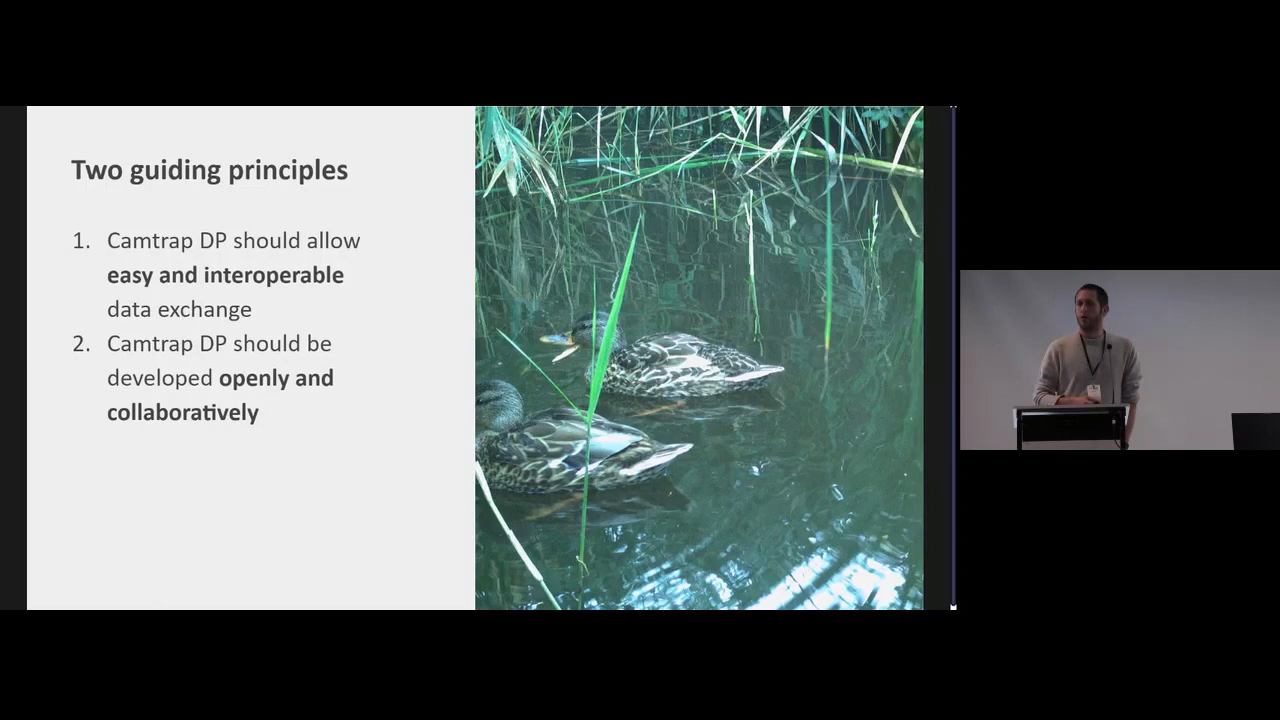 Two guiding principles
1. Camtrap DP should allow
easy and interoperable
data exchange
2. Camtrap DP should be
developed openly and
collaboratively